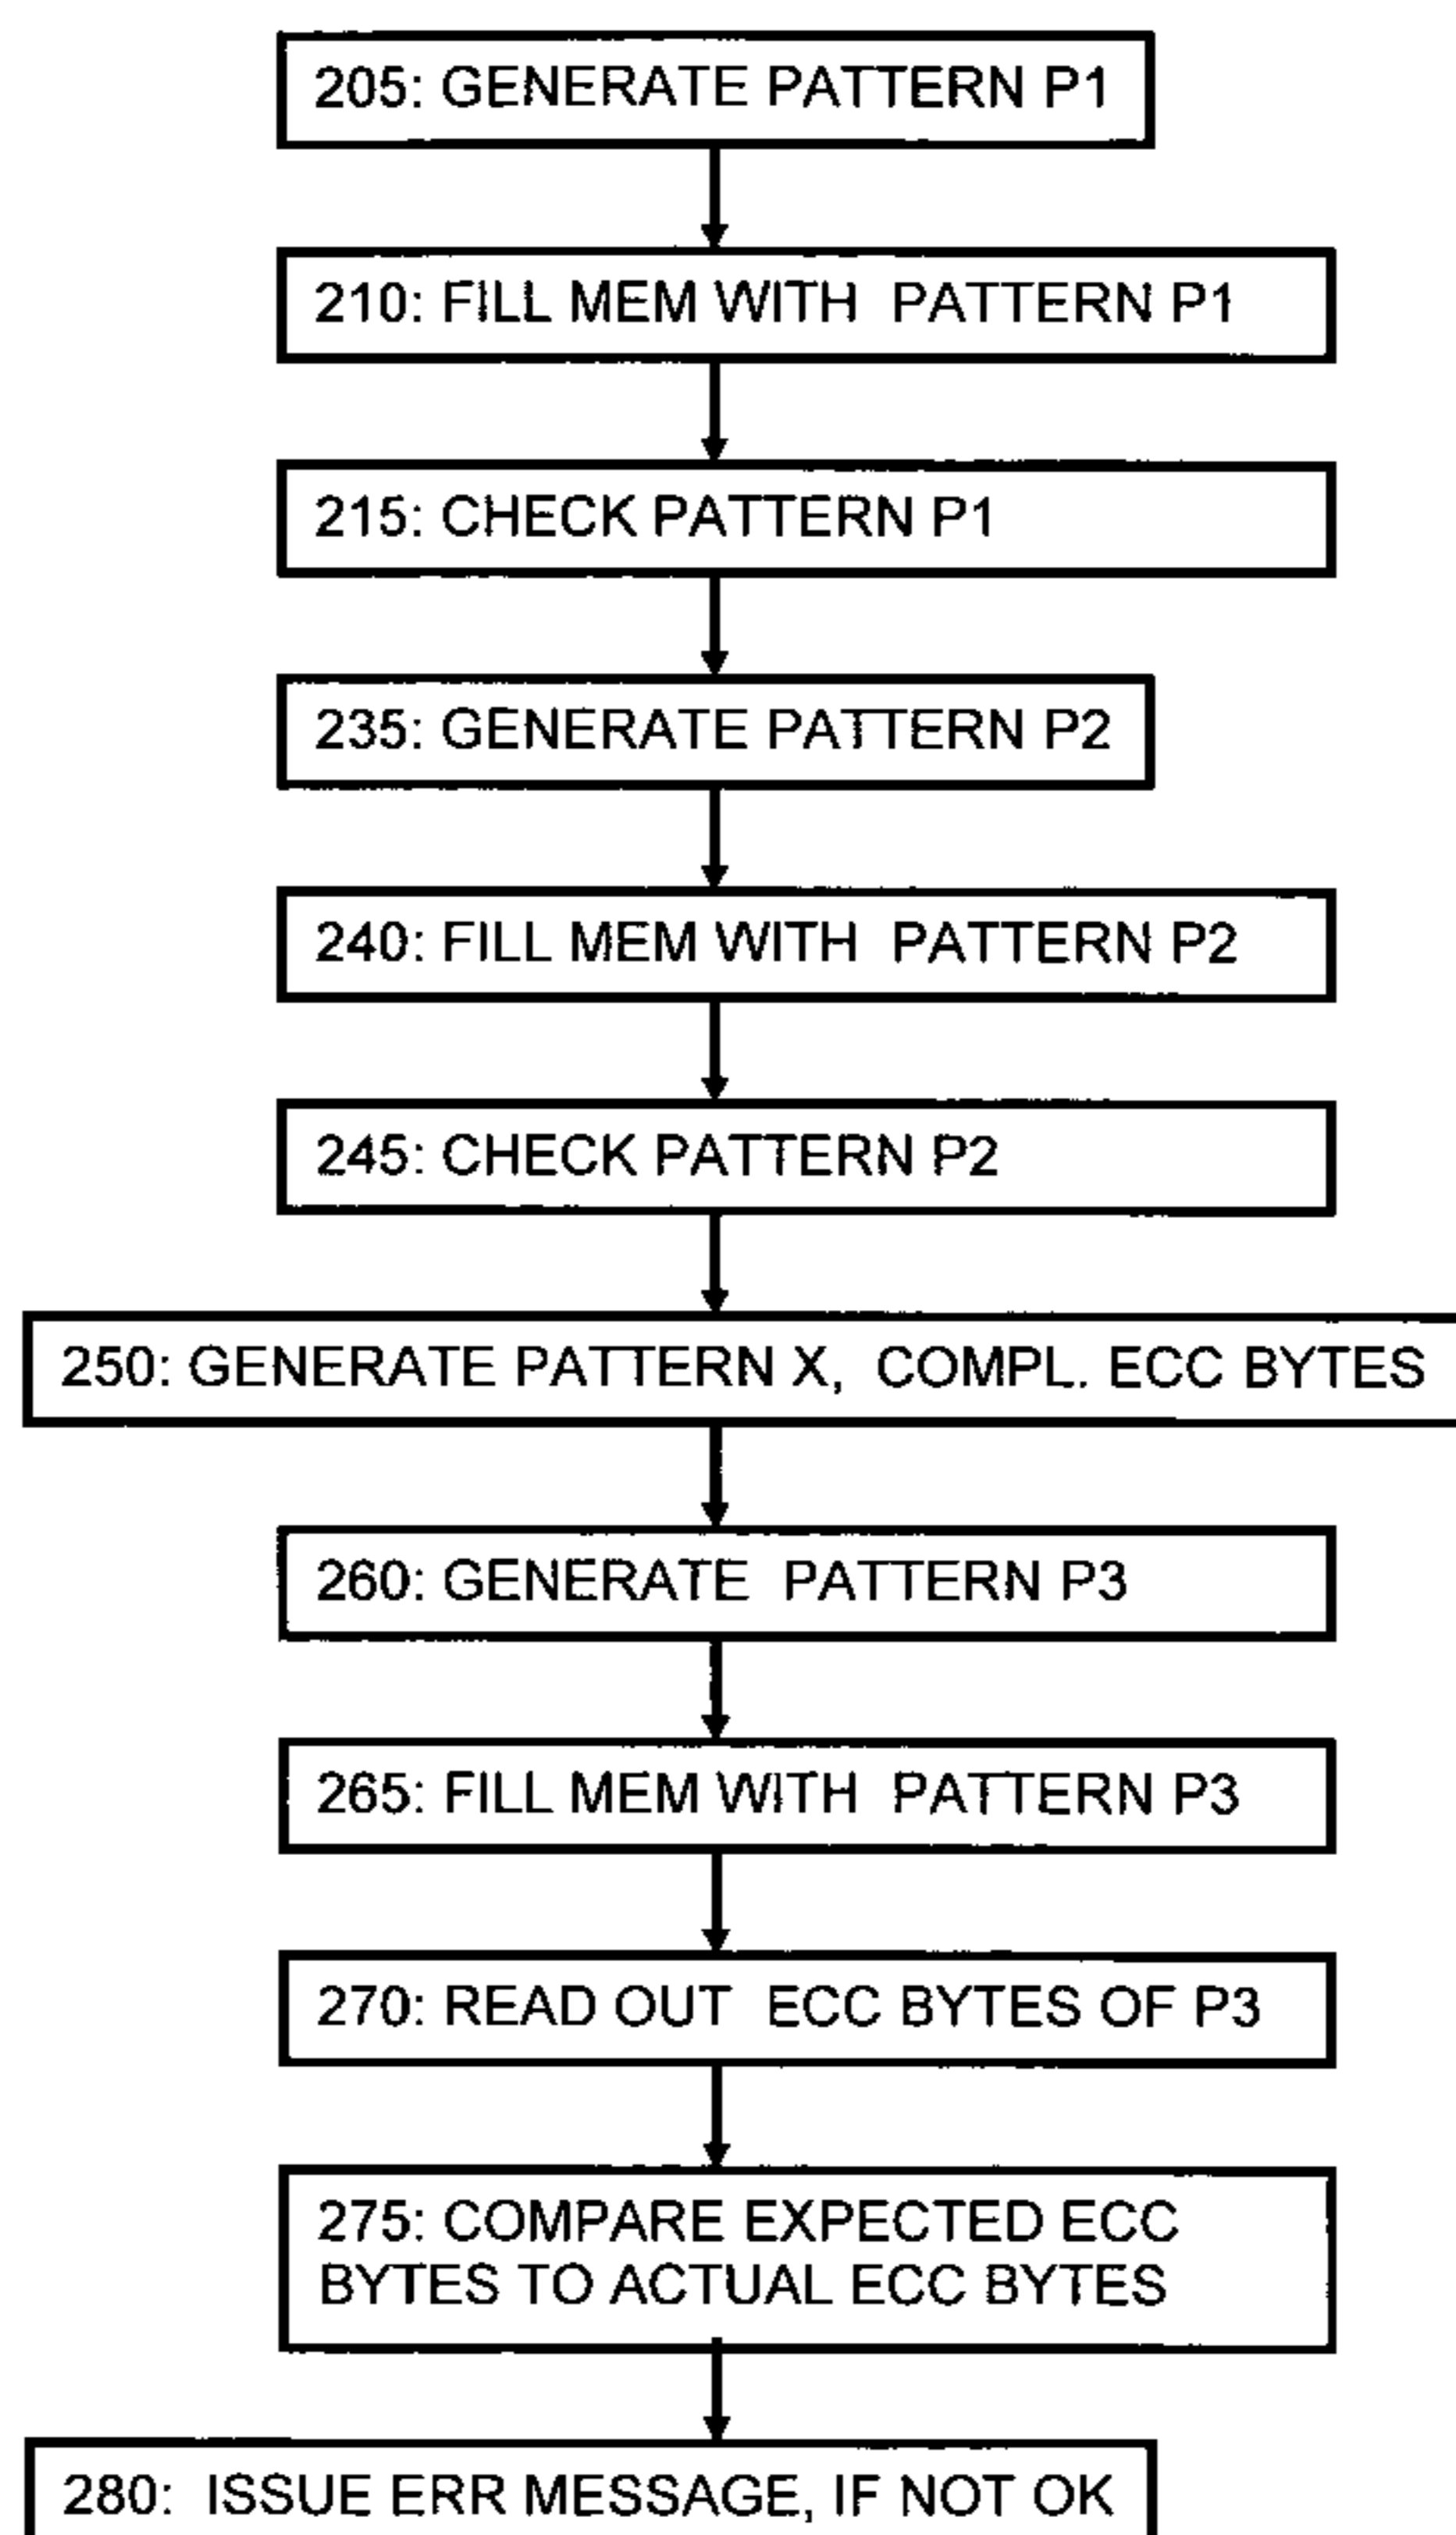 205: GENERATE PATTERN P1
210: FILL MEM WITH PATTERN P1
215: CHECK PATTERN P1
235: GENERATE PATTERN P2
240: FILL MEM WITH PATTERN P2
245: CHECK PATTERN P2
250: GENERATE PATTERN X, COMPL. ECC BYTES
260: GENERATE PATTERN P3
265: FILL MEM WITH PATTERN P3
270: READ OUT ECC BYTES OF P3
275: COMPARE EXPECTED ECC
BYTES TO ACTUAL ECC BYTES
280: ISSUE ERR MESSAGE, IF NOT OK